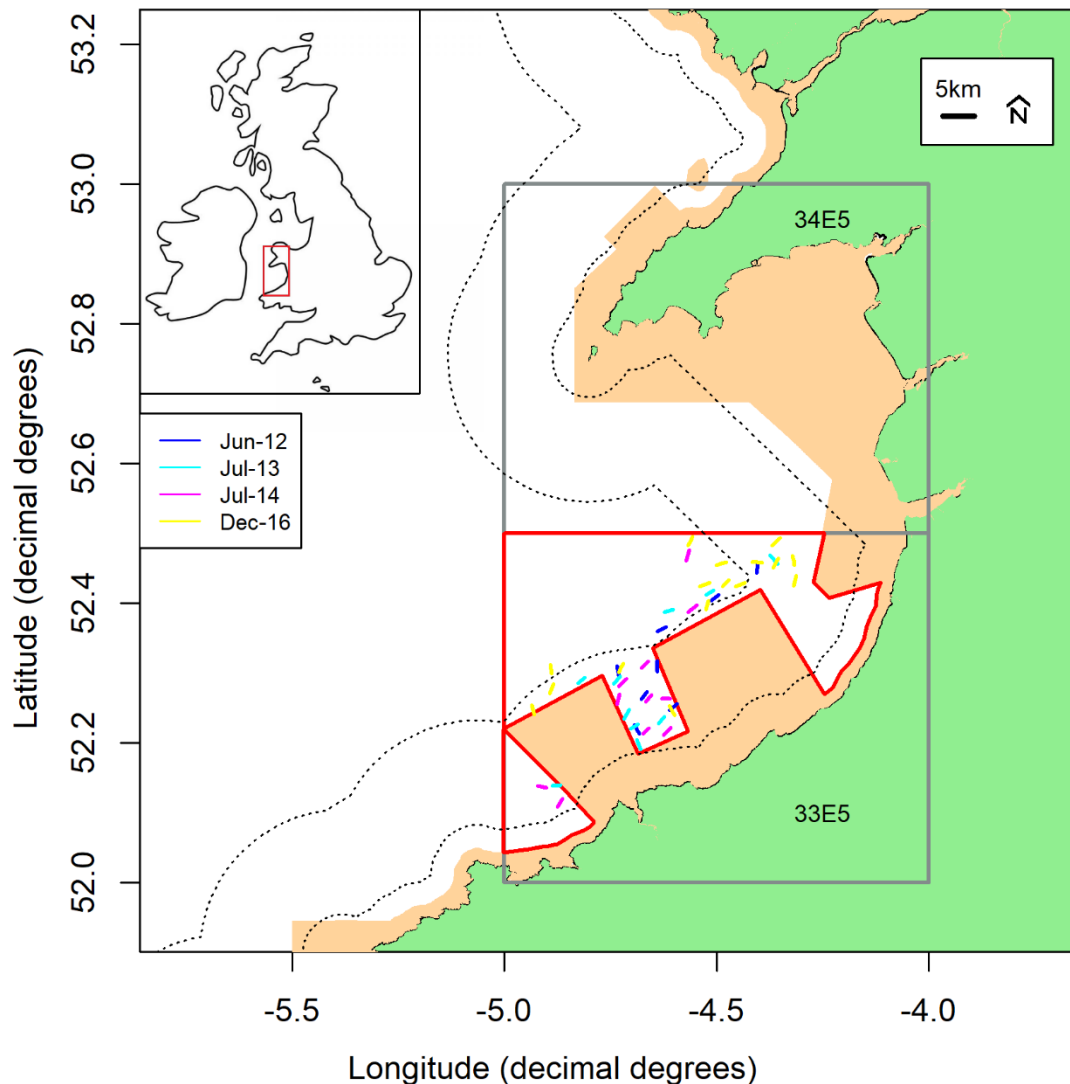 53.2
53.0
52.8
52.6
52.4
52.2
52.0
Latitude (decimal degrees)
5km
N
34E5
Jun-12
Jul-13
Jul-14
Dec-16
33E5
-5.5
-5.0
-4.5
-4.0
Longitude (decimal degrees)